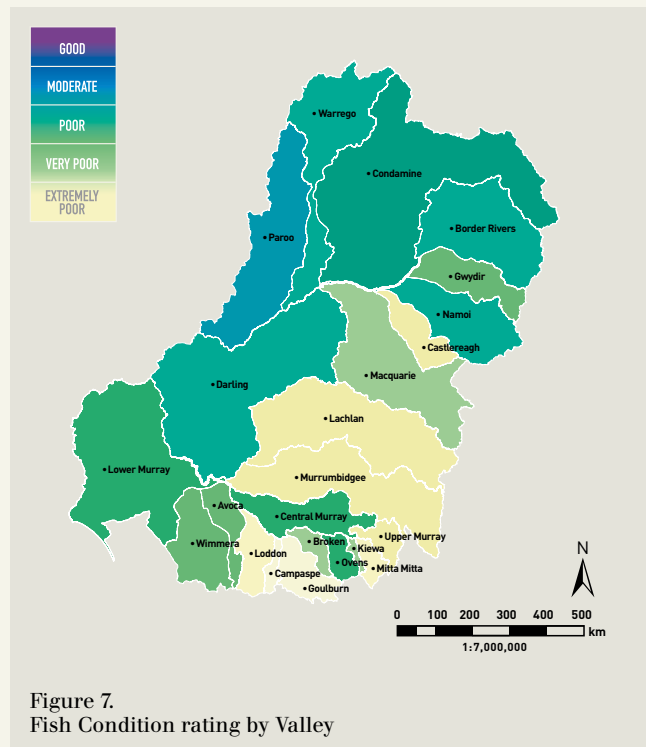 GOOD
MODERATE
POOR
VERY POOR
EXTREMELY
POOR
Warrego
Condamine
Paroo
Border Rivers
Gwydir
Namoi
Castlereagh
Macquarie
Darling
Lachlan
Lower Murray
Murrumbidgee
Avoca
Central Murray
Wimmera
Loddon
Broken
Upper Murray
Kiewa
Ovens
Mitta Mitta
Campaspe
Goulburn
N
0 100 200 300 400 500
km
1:7,000,000
Figure 7.
Fish Condition rating by Valley